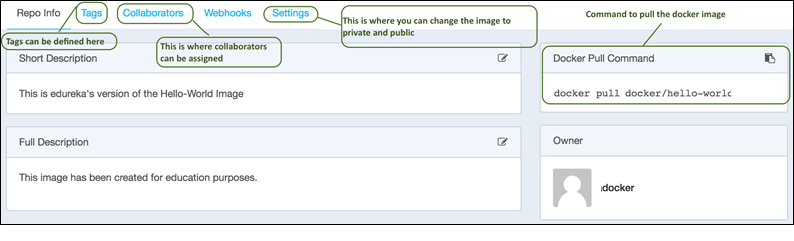 Repo Info Tags Collaborators Webhooks Settings
Tags can be defined here
This is where collaborators
can be assigned
This is where you can change the image to
private and public
Command to pull the docker image
Short Description
This is edureka's version of the Hello-World Image
Full Description
This image has been created for education purposes.
Docker Pull Command
docker pull docker/hello-world
Owner
docker